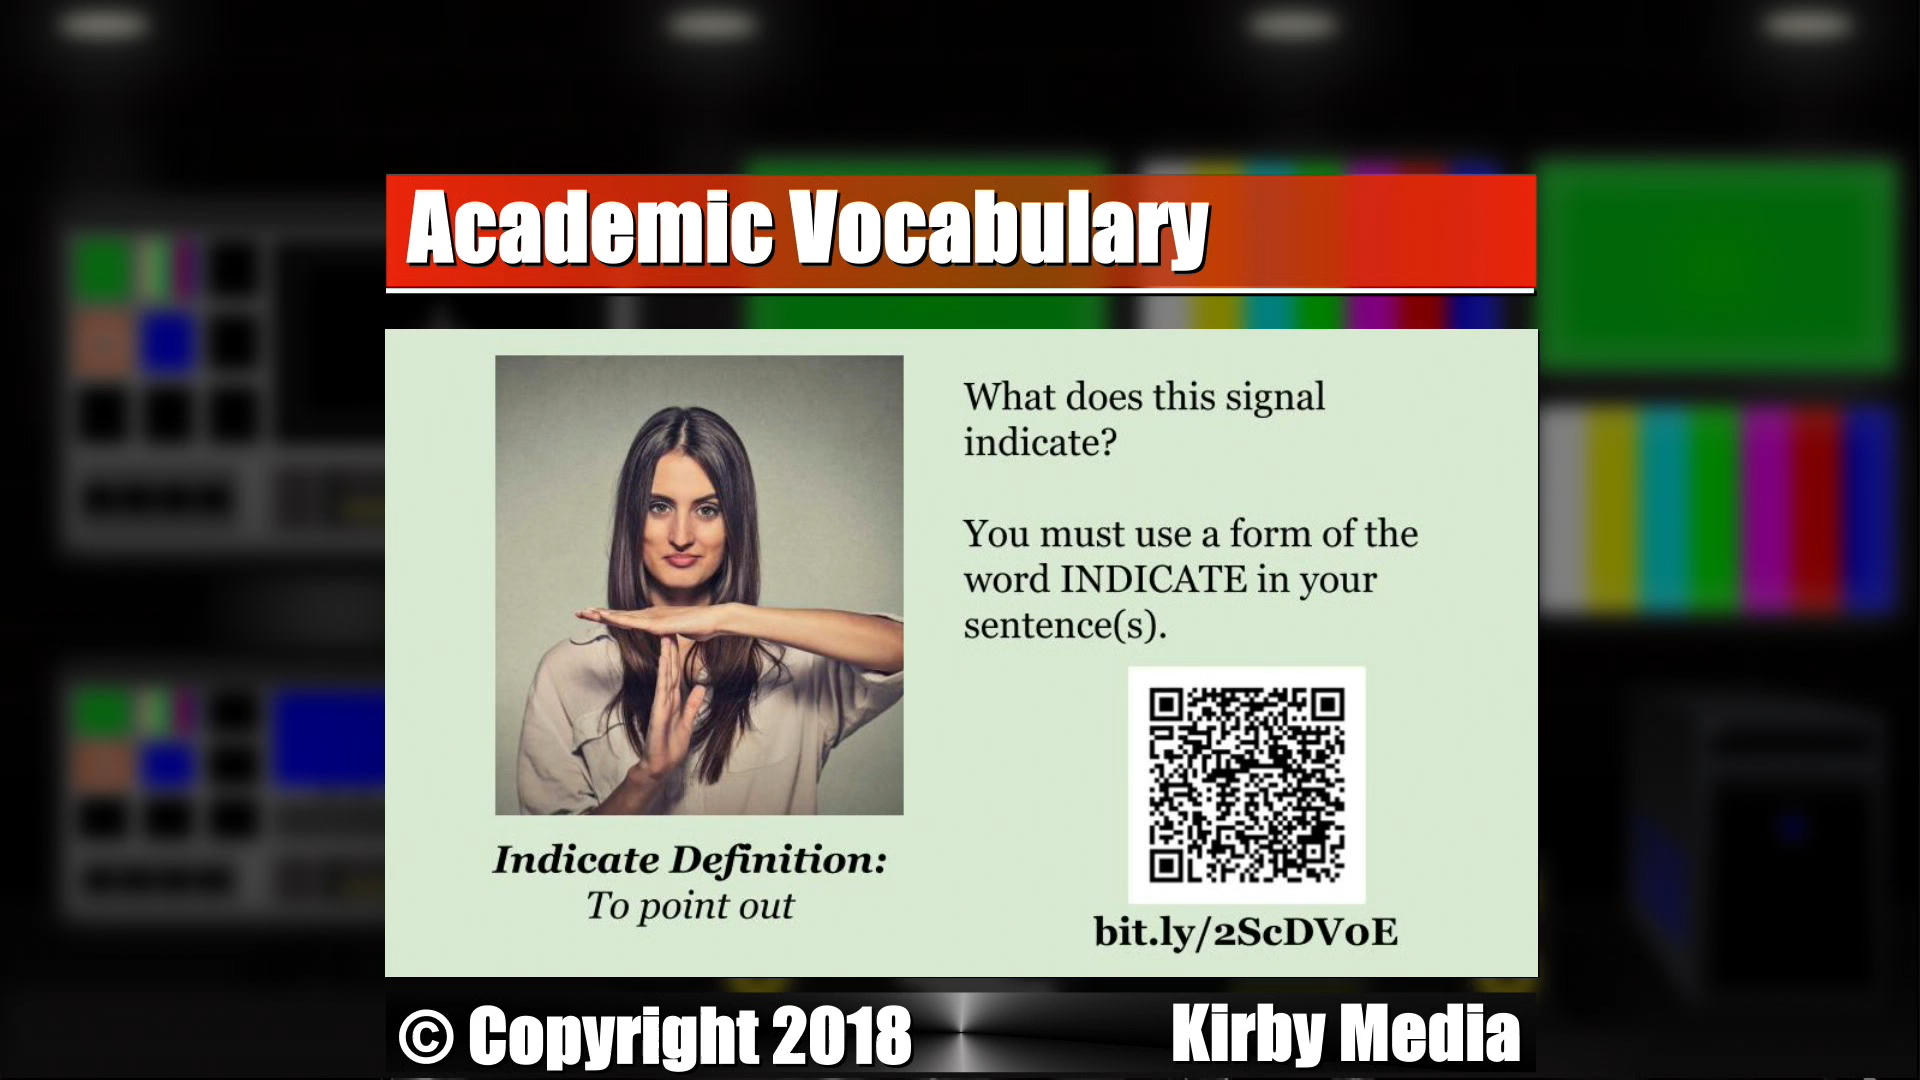 Academic Vocabulary
What does this signal
indicate?
You must use a form of the
word INDICATE in your
sentence(s).
Indicate Definition:
To point out
bit.ly/2ScDV0E
© Copyright 2018
Kirby Media